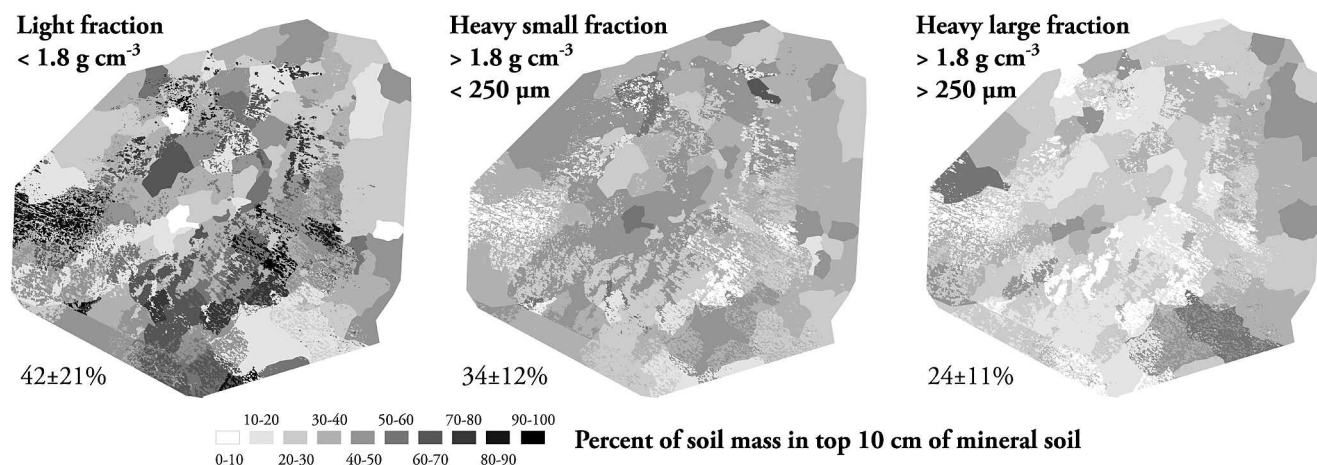 Light fraction
< 1.8 g cm⁻³
Heavy small fraction
> 1.8 g cm⁻³
< 250 µm
Heavy large fraction
> 1.8 g cm⁻³
> 250 µm
42±21%
34±12%
24±11%
10-20 30-40 50-60 70-80 90-100
0-10 20-30 40-50 60-70 80-90
Percent of soil mass in top 10 cm of mineral soil